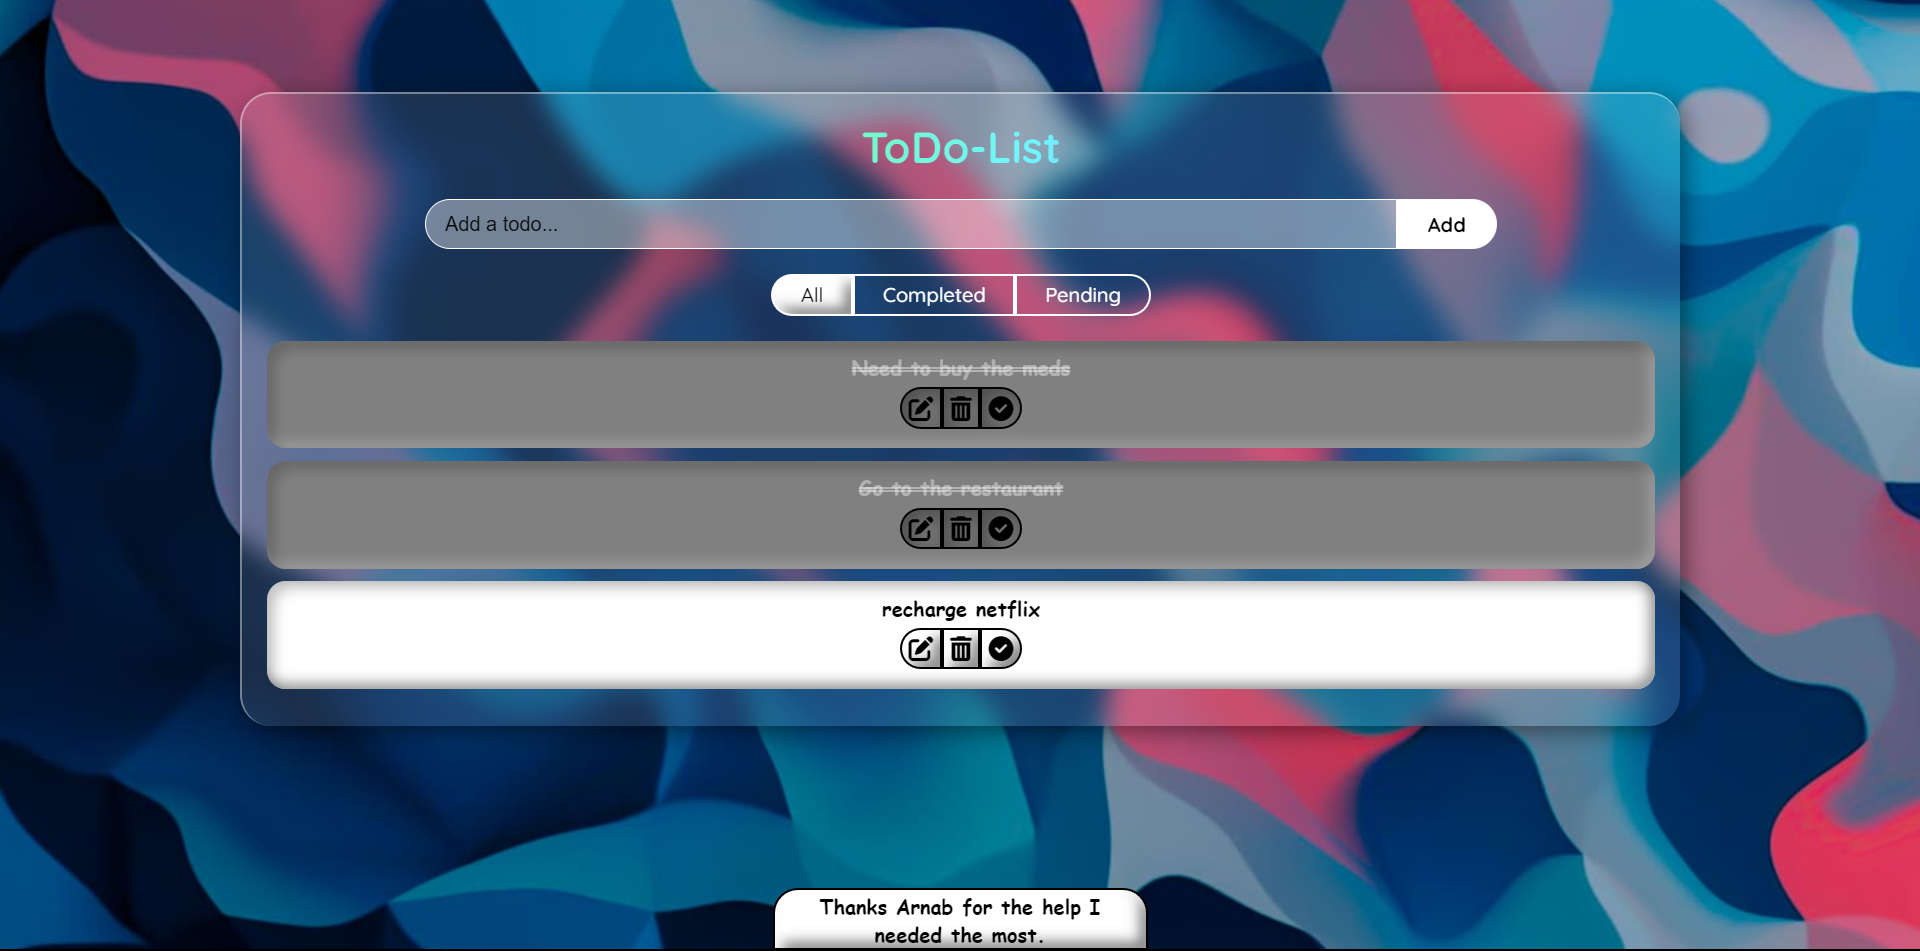 ToDo-List
Add a todo...
Add
All
Completed
Pending
Need to buy the meds
Go to the restaurant
recharge netflix
Thanks Arnab for the help I
needed the most.